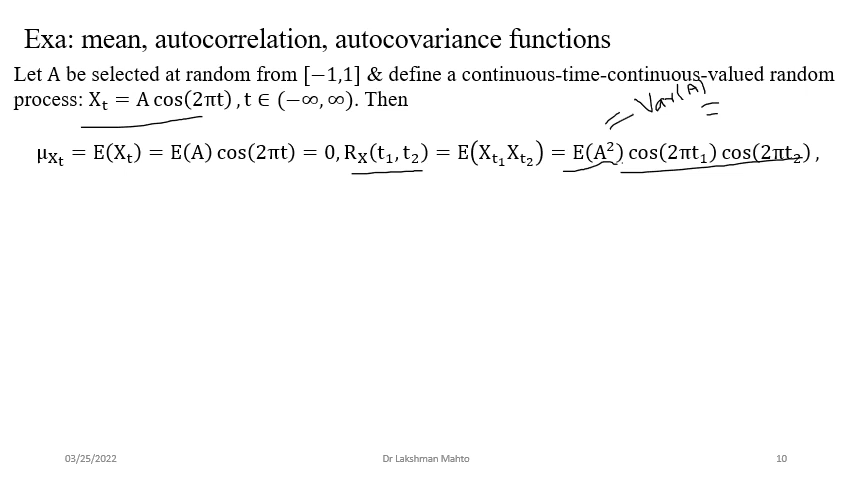 Exa: mean, autocorrelation, autocovariance functions
Let A be selected at random from [−1,1] & define a continuous-time-continuous-valued random
process: Xₜ = A cos(2πt) , t ∈ (−∞, ∞). Then
= Var(A) =
μ_Xₜ = E(Xₜ) = E(A) cos(2πt) = 0, R_X(t₁, t₂) = E(X_t₁ X_t₂) = E(A²) cos(2πt₁) cos(2πt₂) ,
03/25/2022 Dr Lakshman Mahto 10